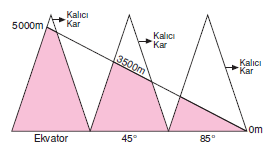 Kalıcı
Kar
5000m
Kalıcı
Kar
3500m
Kalıcı
Kar
0m
Ekvator
45°
85°